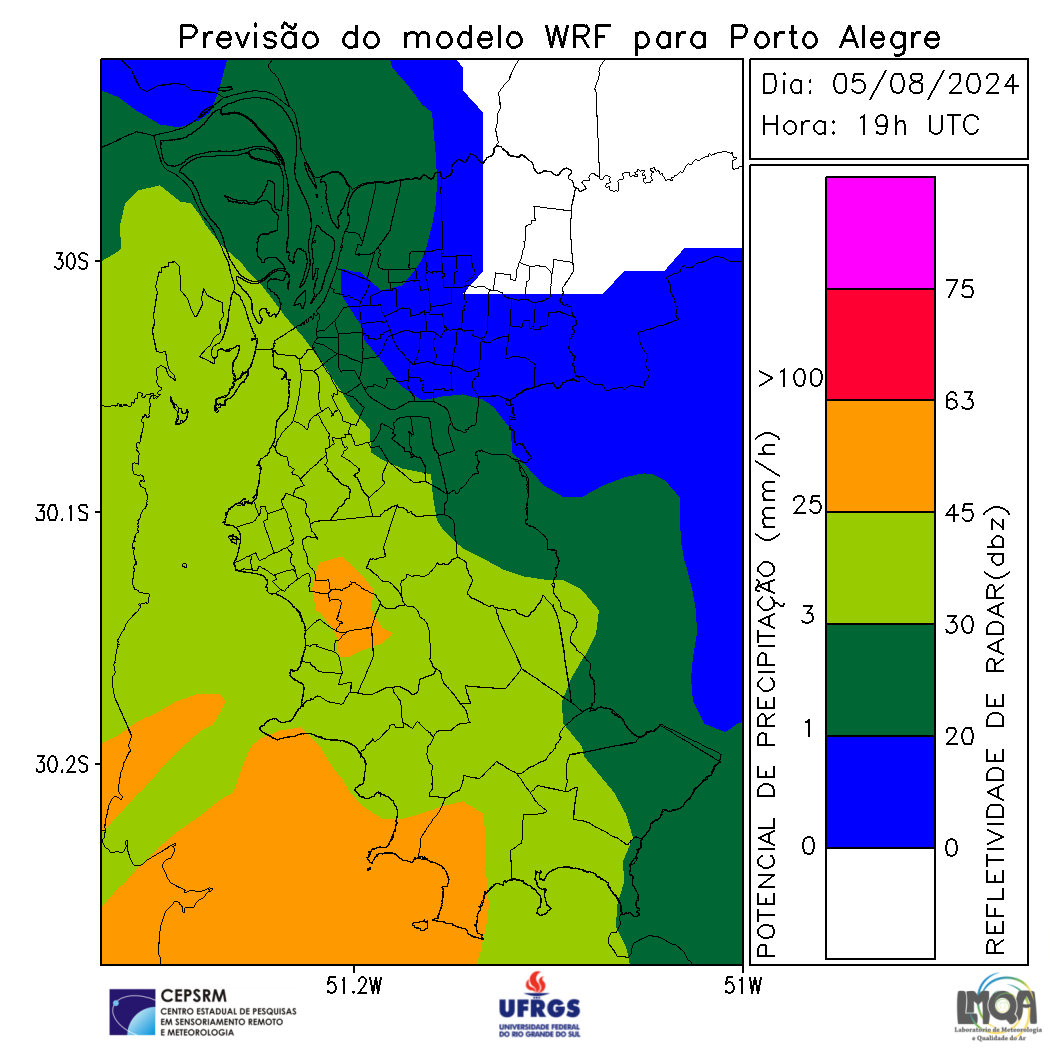 Previsão do modelo WRF para Porto Alegre
Dia: 05/08/2024
Hora: 19h UTC
30S
30.1S
30.2S
51.2W
51W
POTENCIAL DE PRECIPITAÇÃO (mm/h)
>100
25
3
1
0
75
63
45
30
20
0
REFLETIVIDADE DE RADAR(dbz)
CEPSRM
CENTRO ESTADUAL DE PESQUISAS
EM SENSORIAMENTO REMOTO
E METEOROLOGIA
UFRGS
UNIVERSIDADE FEDERAL
DO RIO GRANDE DO SUL
LMQA
Laboratório de Meteorologia
e Qualidade do Ar